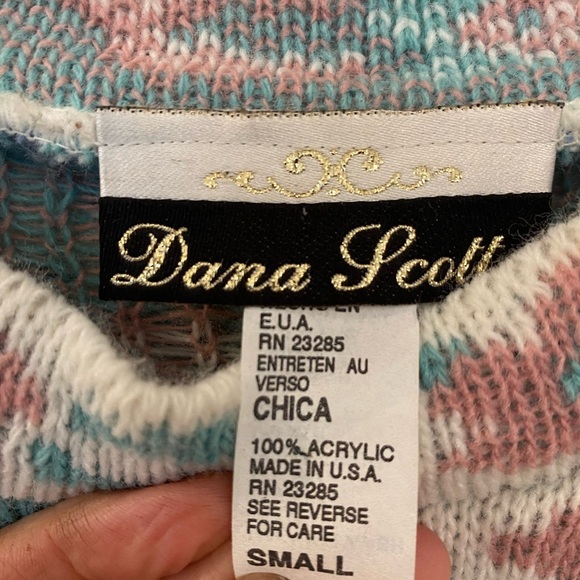 Dana Scott
E.U.A.
RN 23285
ENTRETEN AU
VERSO
CHICA
100% ACRYLIC
MADE IN U.S.A.
RN 23285
SEE REVERSE
FOR CARE
SMALL